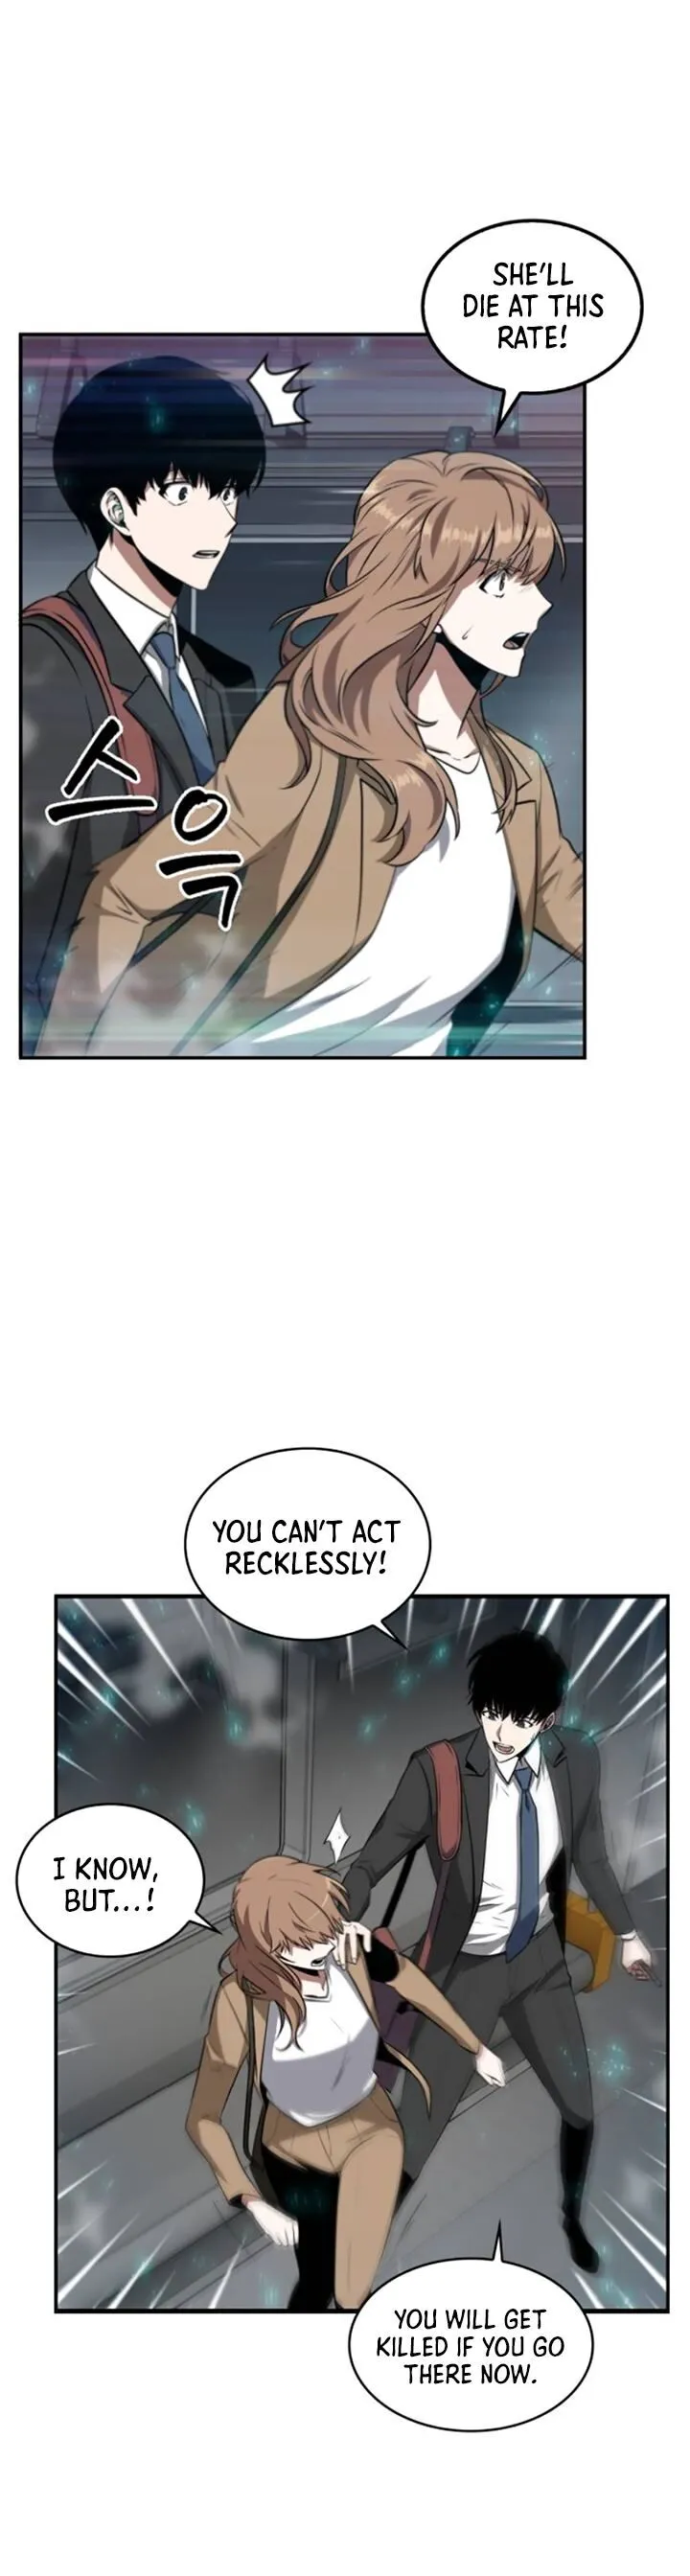 SHE'LL
DIE AT THIS
RATE!
스윽
YOU CAN'T ACT
RECKLESSLY!
I KNOW,
BUT...!
YOU WILL GET
KILLED IF YOU GO
THERE NOW.